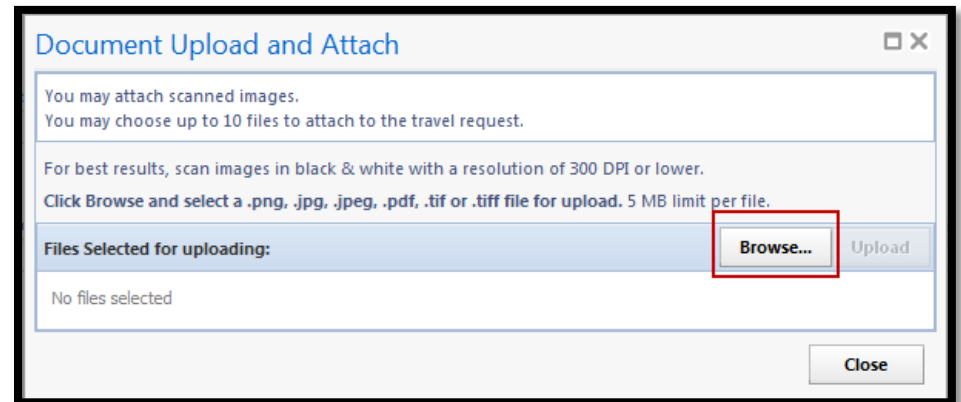 Document Upload and Attach
You may attach scanned images.
You may choose up to 10 files to attach to the travel request.
For best results, scan images in black & white with a resolution of 300 DPI or lower.
Click Browse and select a .png, .jpg, .jpeg, .pdf, .tif or .tiff file for upload. 5 MB limit per file.
Files Selected for uploading: Browse... Upload
No files selected
Close